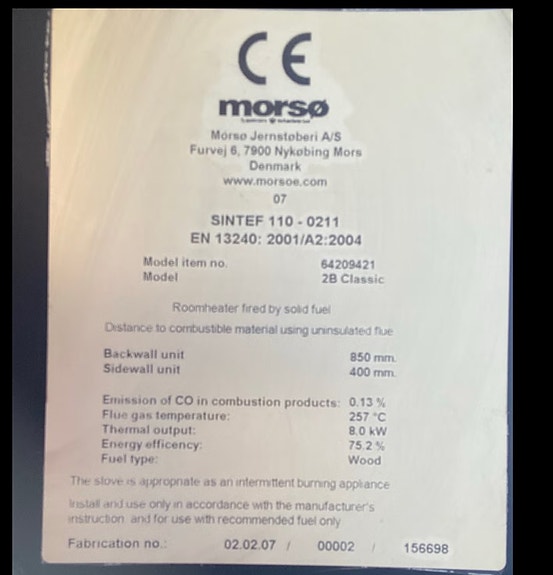 CE
morsø
Morsø Jernstøberi A/S
Furvej 6, 7900 Nykøbing Mors
Denmark
www.morsoe.com
07
SINTEF 110 - 0211
EN 13240: 2001/A2:2004
Model item no. 64209421
Model 2B Classic
Roomheater fired by solid fuel
Distance to combustible material using uninsulated flue
Backwall unit 850 mm.
Sidewall unit 400 mm.
Emission of CO in combustion products: 0.13 %
Flue gas temperature: 257 °C
Thermal output: 8.0 kW
Energy efficency: 75.2 %
Fuel type: Wood
The stove is appropriate as an intermittent burning appliance
Install and use only in accordance with the manufacturer's
instruction and for use with recommended fuel only
Fabrication no.: 02.02.07 / 00002 / 156698